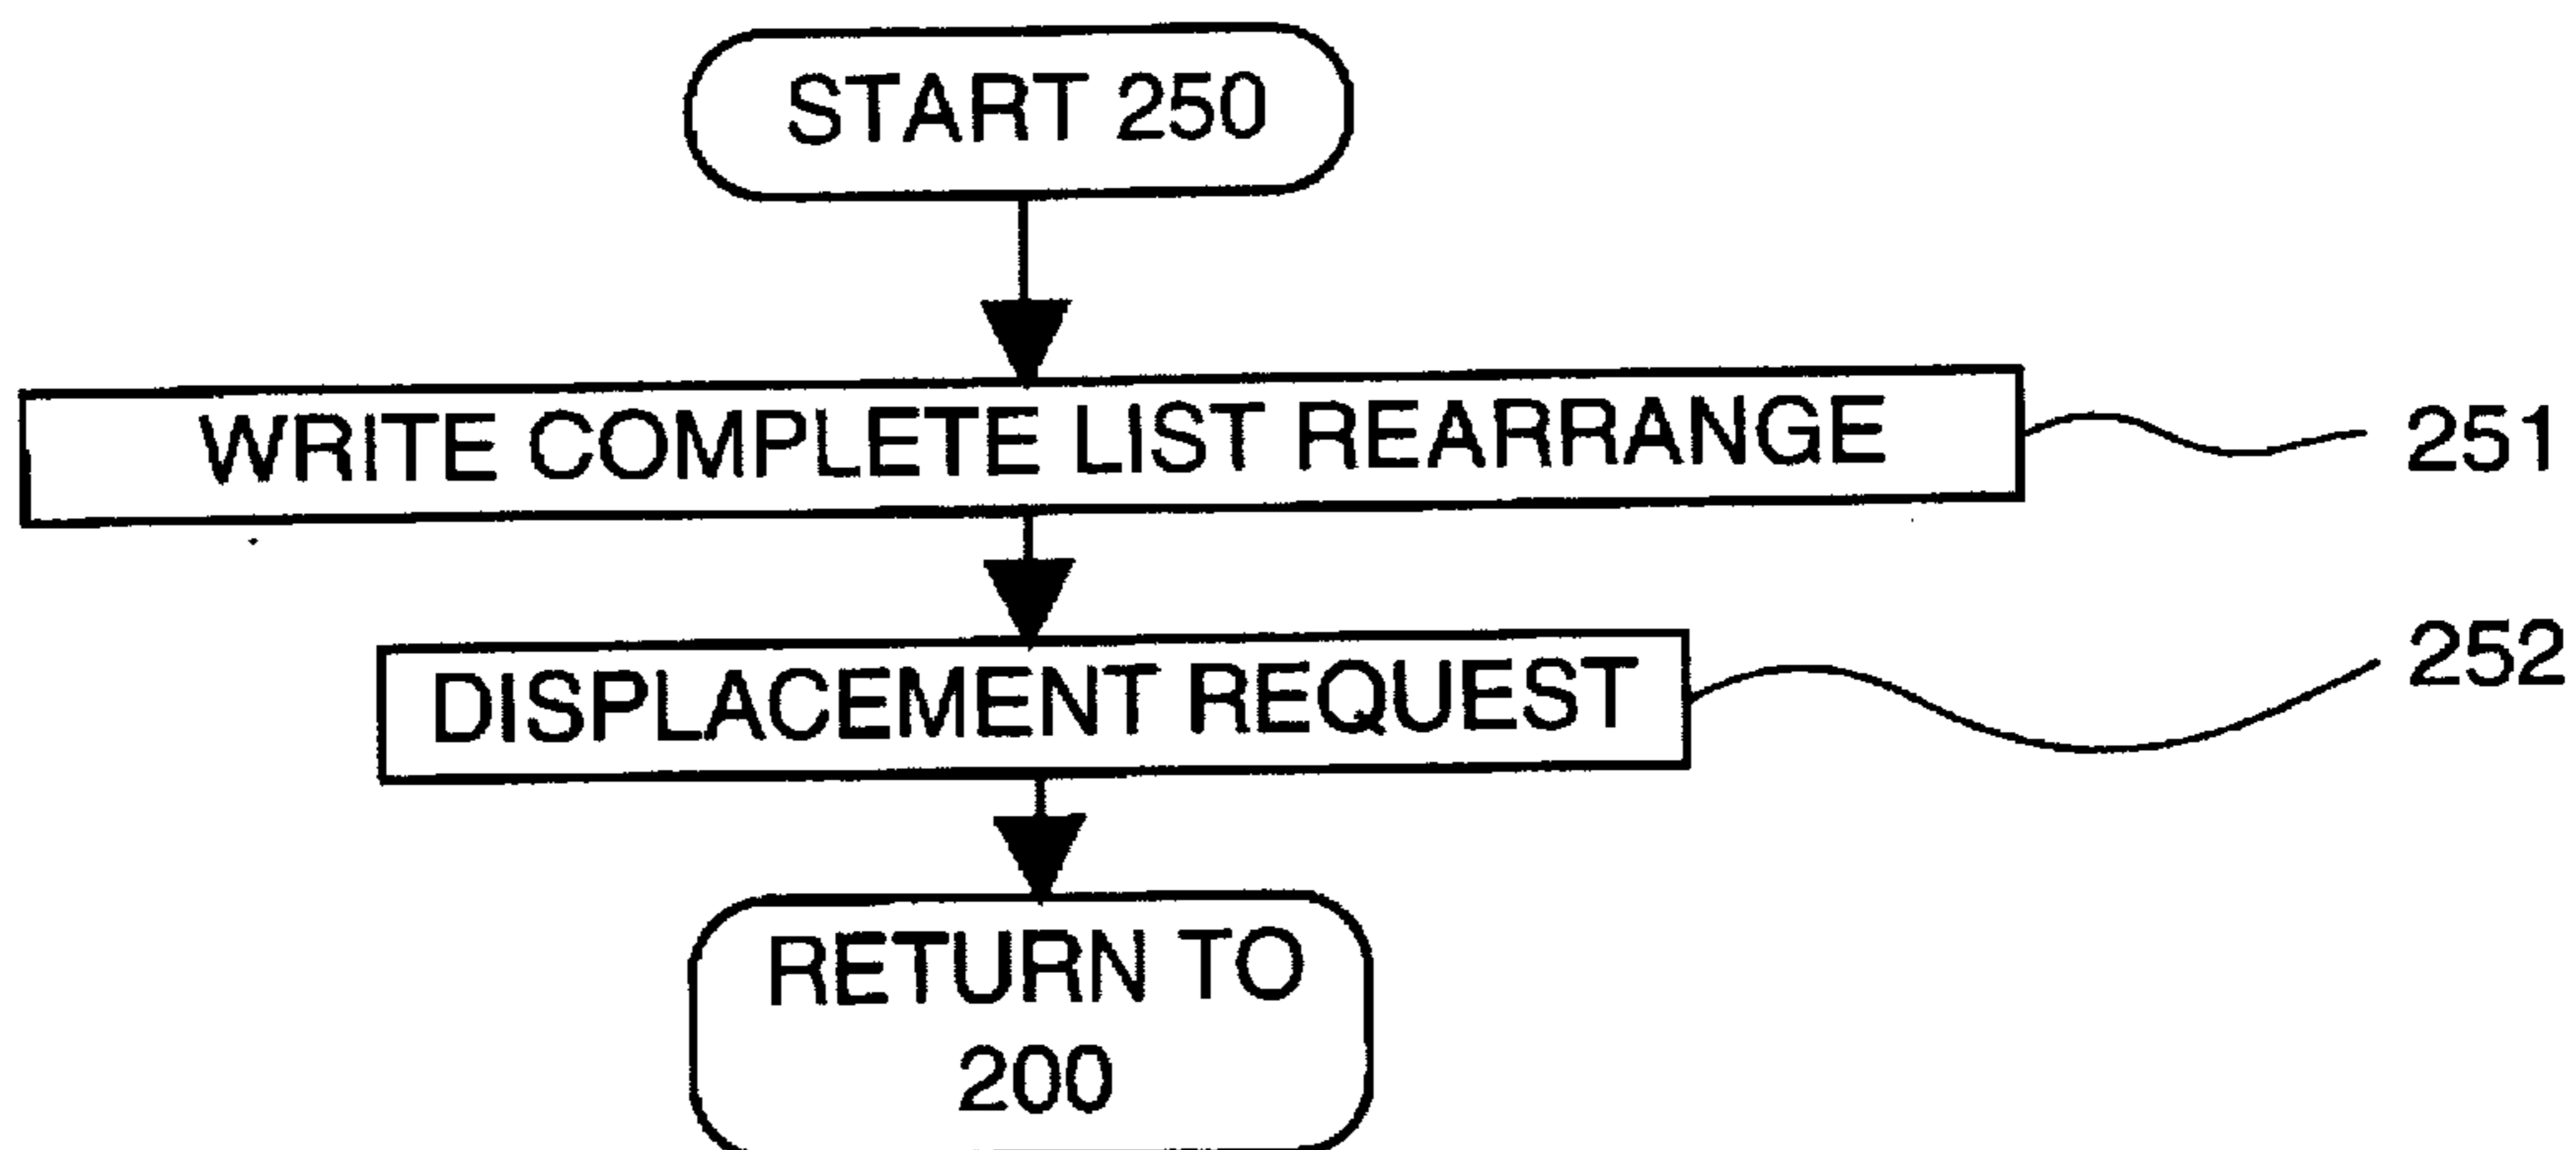 START 250
WRITE COMPLETE LIST REARRANGE
251
DISPLACEMENT REQUEST
252
RETURN TO
200